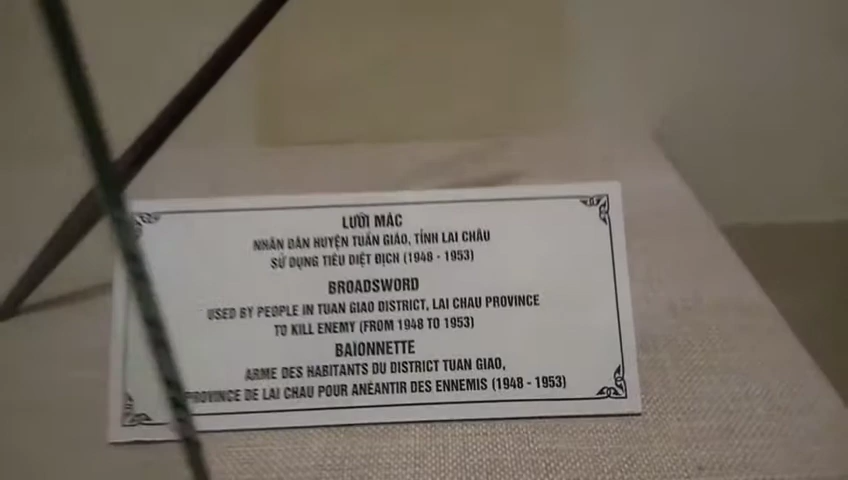 LƯỠI MÁC
NHÂN DÂN HUYỆN TUẦN GIÁO, TỈNH LAI CHÂU
SỬ DỤNG TIÊU DIỆT ĐỊCH (1948 - 1953)
BROADSWORD
USED BY PEOPLE IN TUAN GIAO DISTRICT, LAI CHAU PROVINCE
TO KILL ENEMY (FROM 1948 TO 1953)
BAÏONNETTE
ARME DES HABITANTS DU DISTRICT TUAN GIAO,
PROVINCE DE LAI CHAU POUR ANÉANTIR DES ENNEMIS (1948 - 1953)